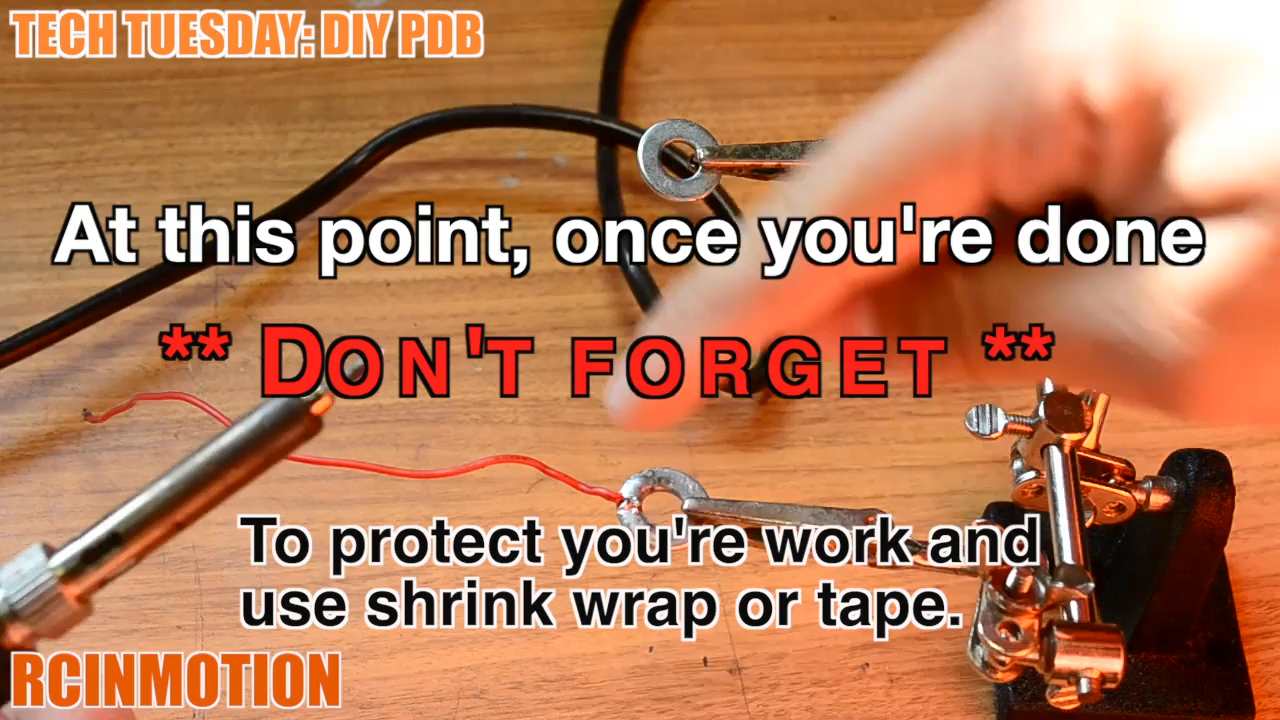 TECH TUESDAY: DIY PDB
At this point, once you're done
** DON'T FORGET **
To protect you're work and
use shrink wrap or tape.
RCINMOTION